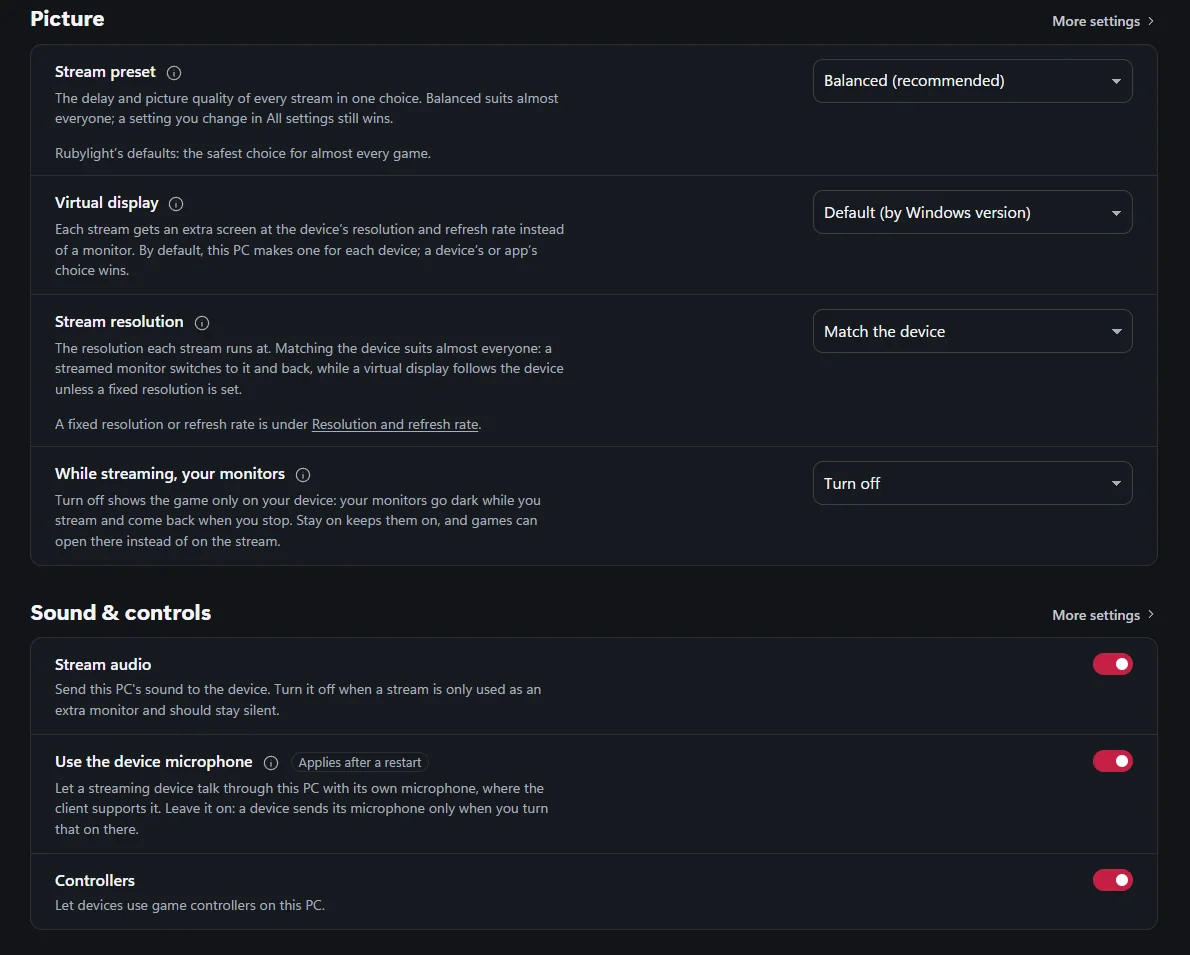 Picture
More settings
Stream preset
Balanced (recommended)
The delay and picture quality of every stream in one choice. Balanced suits almost
everyone; a setting you change in All settings still wins.
Rubylight’s defaults: the safest choice for almost every game.
Virtual display
Default (by Windows version)
Each stream gets an extra screen at the device’s resolution and refresh rate instead
of a monitor. By default, this PC makes one for each device; a device’s or app’s
choice wins.
Stream resolution
Match the device
The resolution each stream runs at. Matching the device suits almost everyone: a
streamed monitor switches to it and back, while a virtual display follows the device
unless a fixed resolution is set.
A fixed resolution or refresh rate is under Resolution and refresh rate.
While streaming, your monitors
Turn off
Turn off shows the game only on your device: your monitors go dark while you
stream and come back when you stop. Stay on keeps them on, and games can
open there instead of on the stream.
Sound & controls
More settings
Stream audio
Send this PC's sound to the device. Turn it off when a stream is only used as an
extra monitor and should stay silent.
Use the device microphone
Applies after a restart
Let a streaming device talk through this PC with its own microphone, where the
client supports it. Leave it on: a device sends its microphone only when you turn
that on there.
Controllers
Let devices use game controllers on this PC.